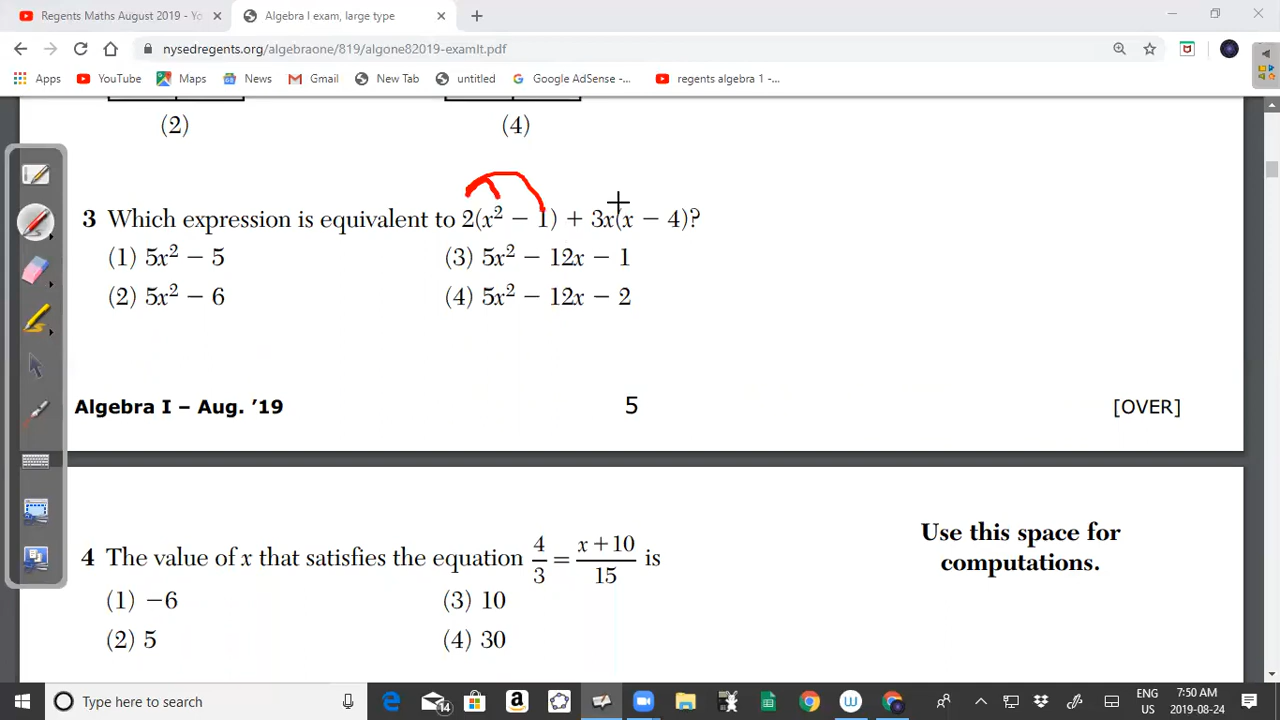 Regents Maths August 2019 - Yo
Algebra I exam, large type
nysedregents.org/algebraone/819/algone82019-examlt.pdf
Apps YouTube Maps News Gmail New Tab untitled Google AdSense -... regents algebra 1 -...
(2) (4)
3 Which expression is equivalent to 2(x² − 1) + 3x(x − 4)?
(1) 5x² − 5 (3) 5x² − 12x − 1
(2) 5x² − 6 (4) 5x² − 12x − 2
Algebra I – Aug. ’19 5 [OVER]
Use this space for
computations.
4 The value of x that satisfies the equation 4/3 = x + 10/15 is
(1) −6 (3) 10
(2) 5 (4) 30
Type here to search
14
ENG
US
7:50 AM
2019-08-24